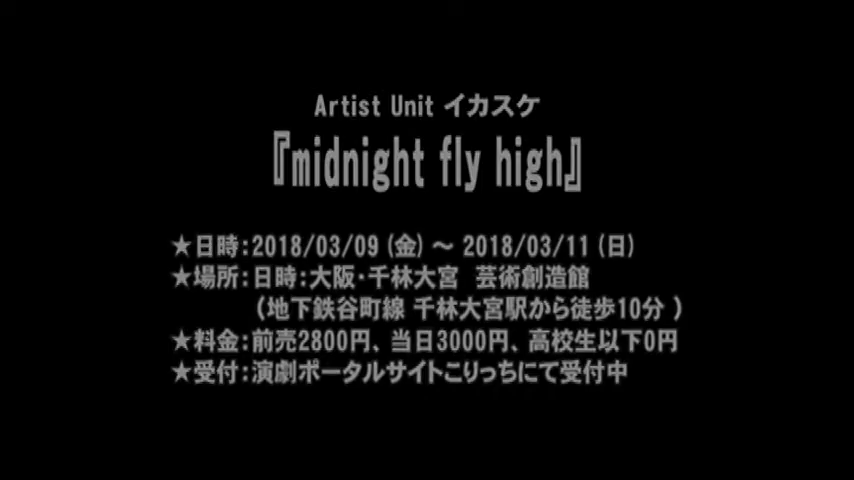 Artist Unit イカスケ
『midnight fly high』
★日時:2018/03/09(金)～ 2018/03/11(日)
★場所:日時:大阪・千林大宮　芸術創造館
(地下鉄谷町線 千林大宮駅から徒歩10分 )
★料金:前売2800円、当日3000円、高校生以下0円
★受付:演劇ポータルサイトこりっちにて受付中